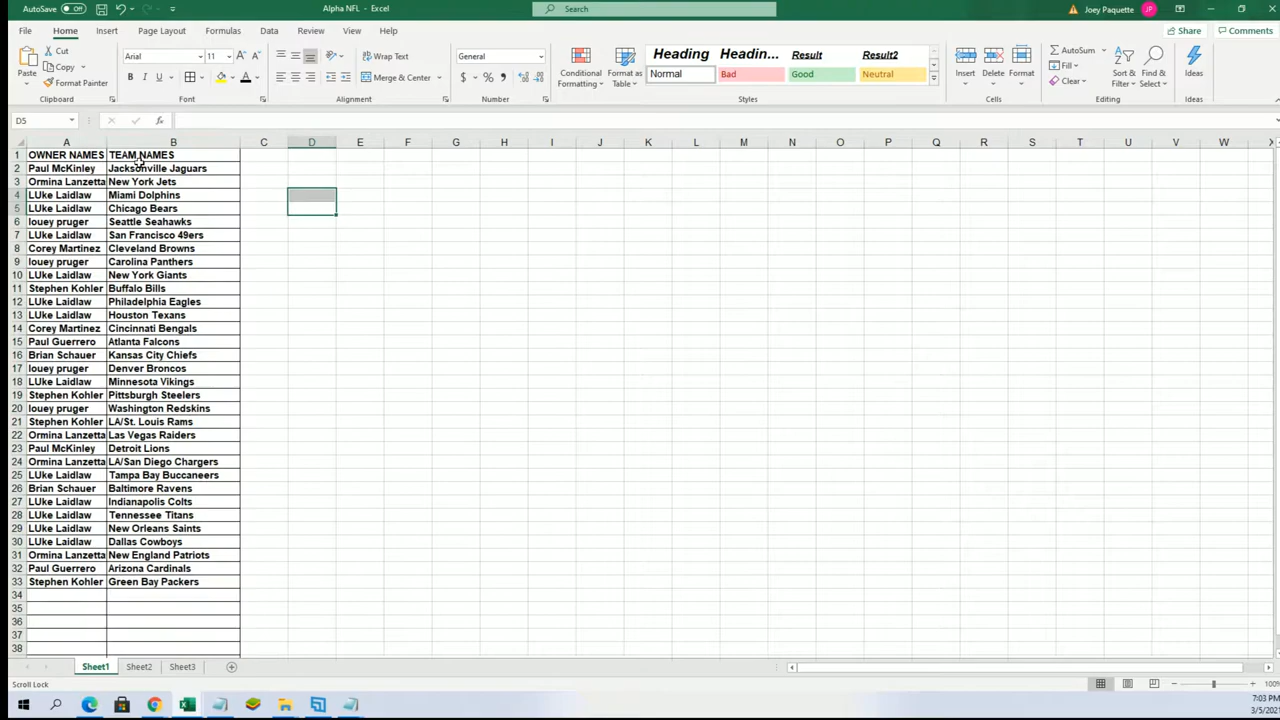 AutoSave Off Alpha NFL - Excel Search Joey Paquette JP
File Home Insert Page Layout Formulas Data Review View Help Share Comments
Paste Cut Copy Format Painter Clipboard
Arial 11 B I U Font
Wrap Text Merge & Center Alignment
General $ % Number
Conditional Formatting Format as Table
Heading Headin... Result Result2
Normal Bad Good Neutral
Styles
Insert Delete Format Cells
AutoSum Fill Clear Sort & Filter Find & Select Editing
Ideas Ideas
D5 fx
A B C D E F G H I J K L M N O P Q R S T U V W X
1 OWNER NAMES TEAM NAMES
2 Paul McKinley Jacksonville Jaguars
3 Ormina Lanzetta New York Jets
4 LUke Laidlaw Miami Dolphins
5 LUke Laidlaw Chicago Bears
6 louey pruger Seattle Seahawks
7 LUke Laidlaw San Francisco 49ers
8 Corey Martinez Cleveland Browns
9 louey pruger Carolina Panthers
10 LUke Laidlaw New York Giants
11 Stephen Kohler Buffalo Bills
12 LUke Laidlaw Philadelphia Eagles
13 LUke Laidlaw Houston Texans
14 Corey Martinez Cincinnati Bengals
15 Paul Guerrero Atlanta Falcons
16 Brian Schauer Kansas City Chiefs
17 louey pruger Denver Broncos
18 LUke Laidlaw Minnesota Vikings
19 Stephen Kohler Pittsburgh Steelers
20 louey pruger Washington Redskins
21 Stephen Kohler LA/St. Louis Rams
22 Ormina Lanzetta Las Vegas Raiders
23 Paul McKinley Detroit Lions
24 Ormina Lanzetta LA/San Diego Chargers
25 LUke Laidlaw Tampa Bay Buccaneers
26 Brian Schauer Baltimore Ravens
27 LUke Laidlaw Indianapolis Colts
28 LUke Laidlaw Tennessee Titans
29 LUke Laidlaw New Orleans Saints
30 LUke Laidlaw Dallas Cowboys
31 Ormina Lanzetta New England Patriots
32 Paul Guerrero Arizona Cardinals
33 Stephen Kohler Green Bay Packers
34
35
36
37
38
Sheet1 Sheet2 Sheet3
Scroll Lock 100%
7:03 PM
3/5/202